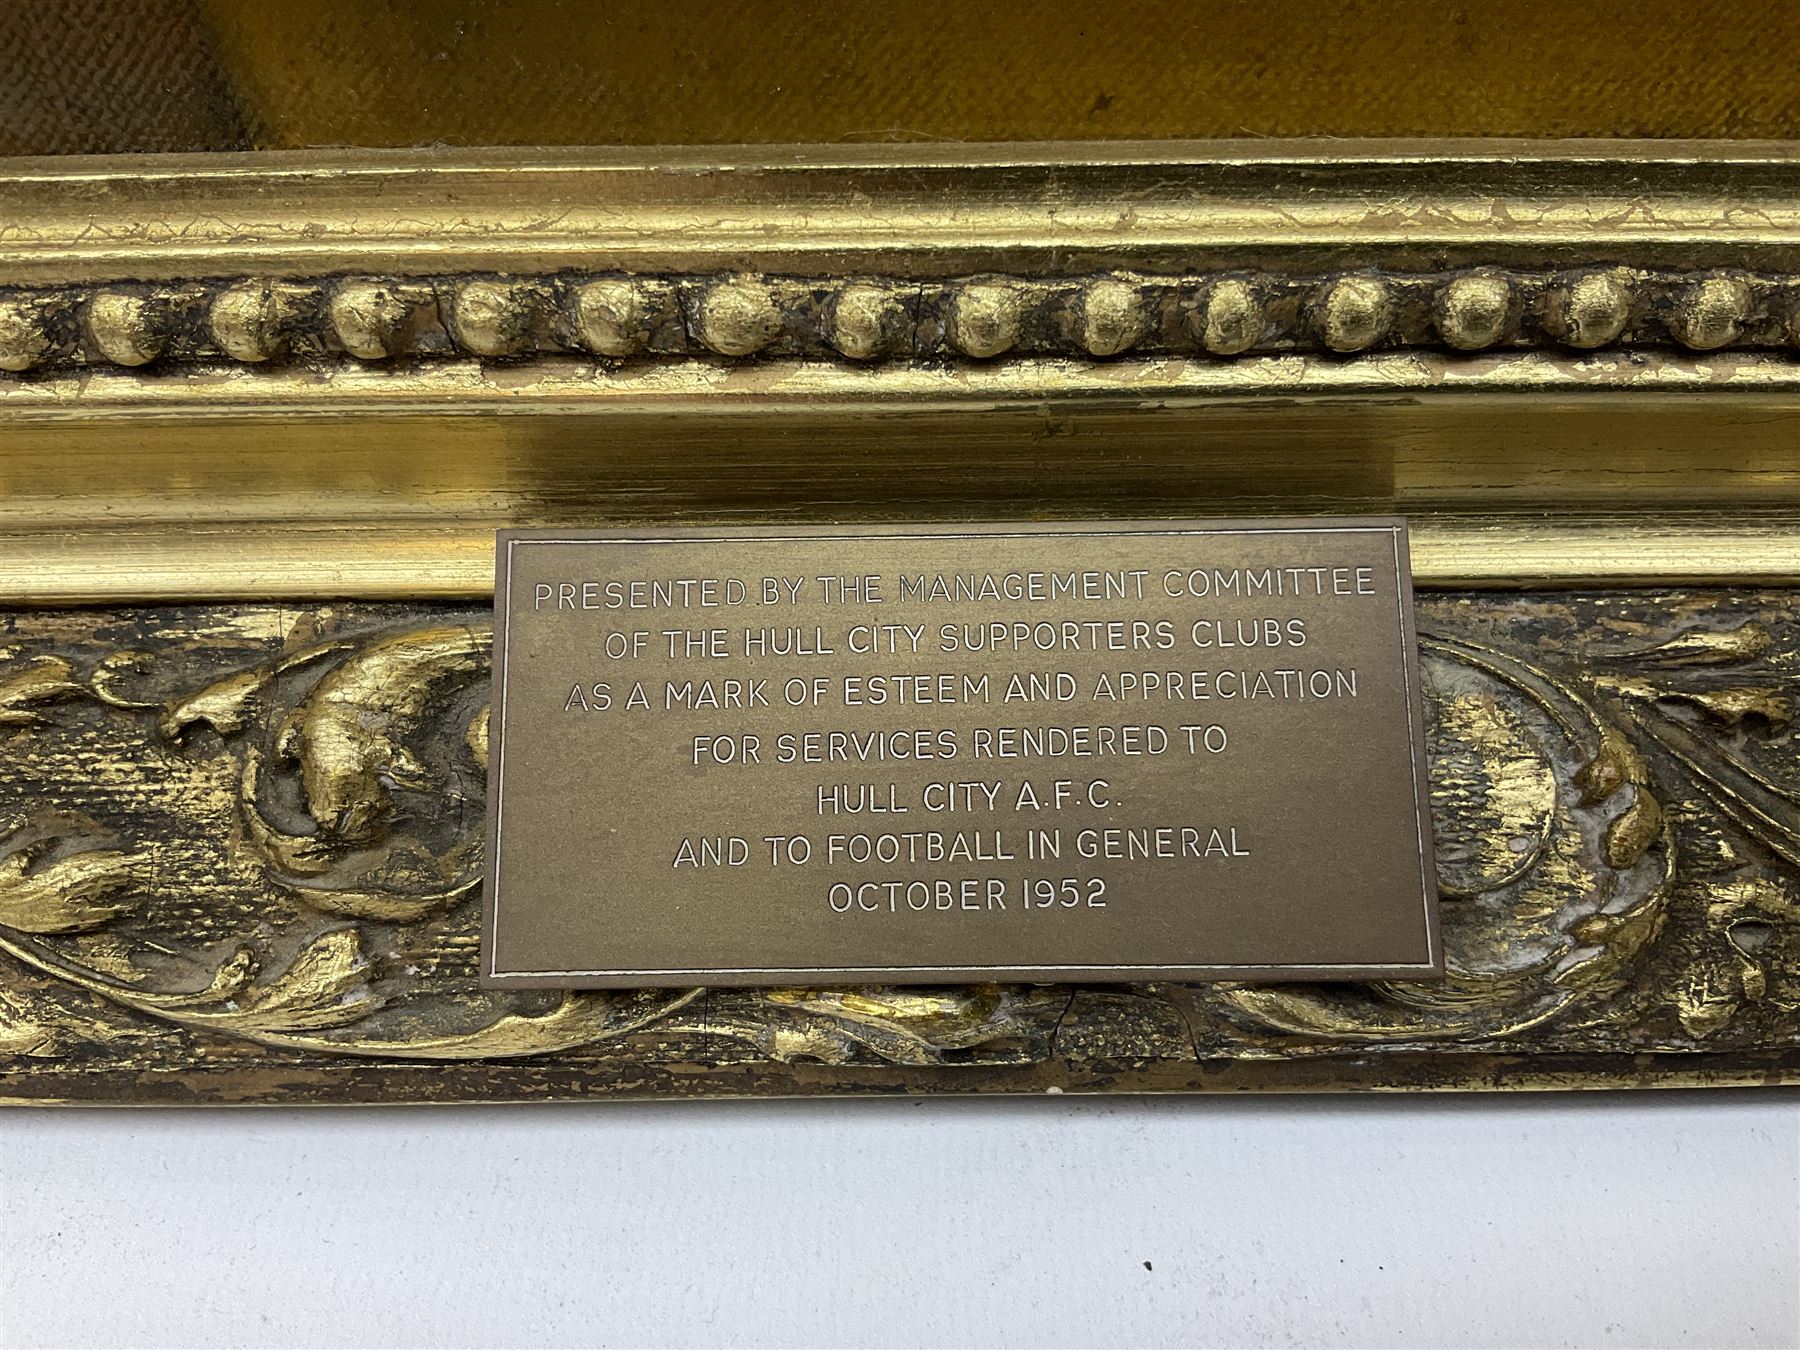 PRESENTED BY THE MANAGEMENT COMMITTEE
OF THE HULL CITY SUPPORTERS CLUBS
AS A MARK OF ESTEEM AND APPRECIATION
FOR SERVICES RENDERED TO
HULL CITY A.F.C.
AND TO FOOTBALL IN GENERAL
OCTOBER 1952